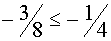 - 3/8 ≤ - 1/4